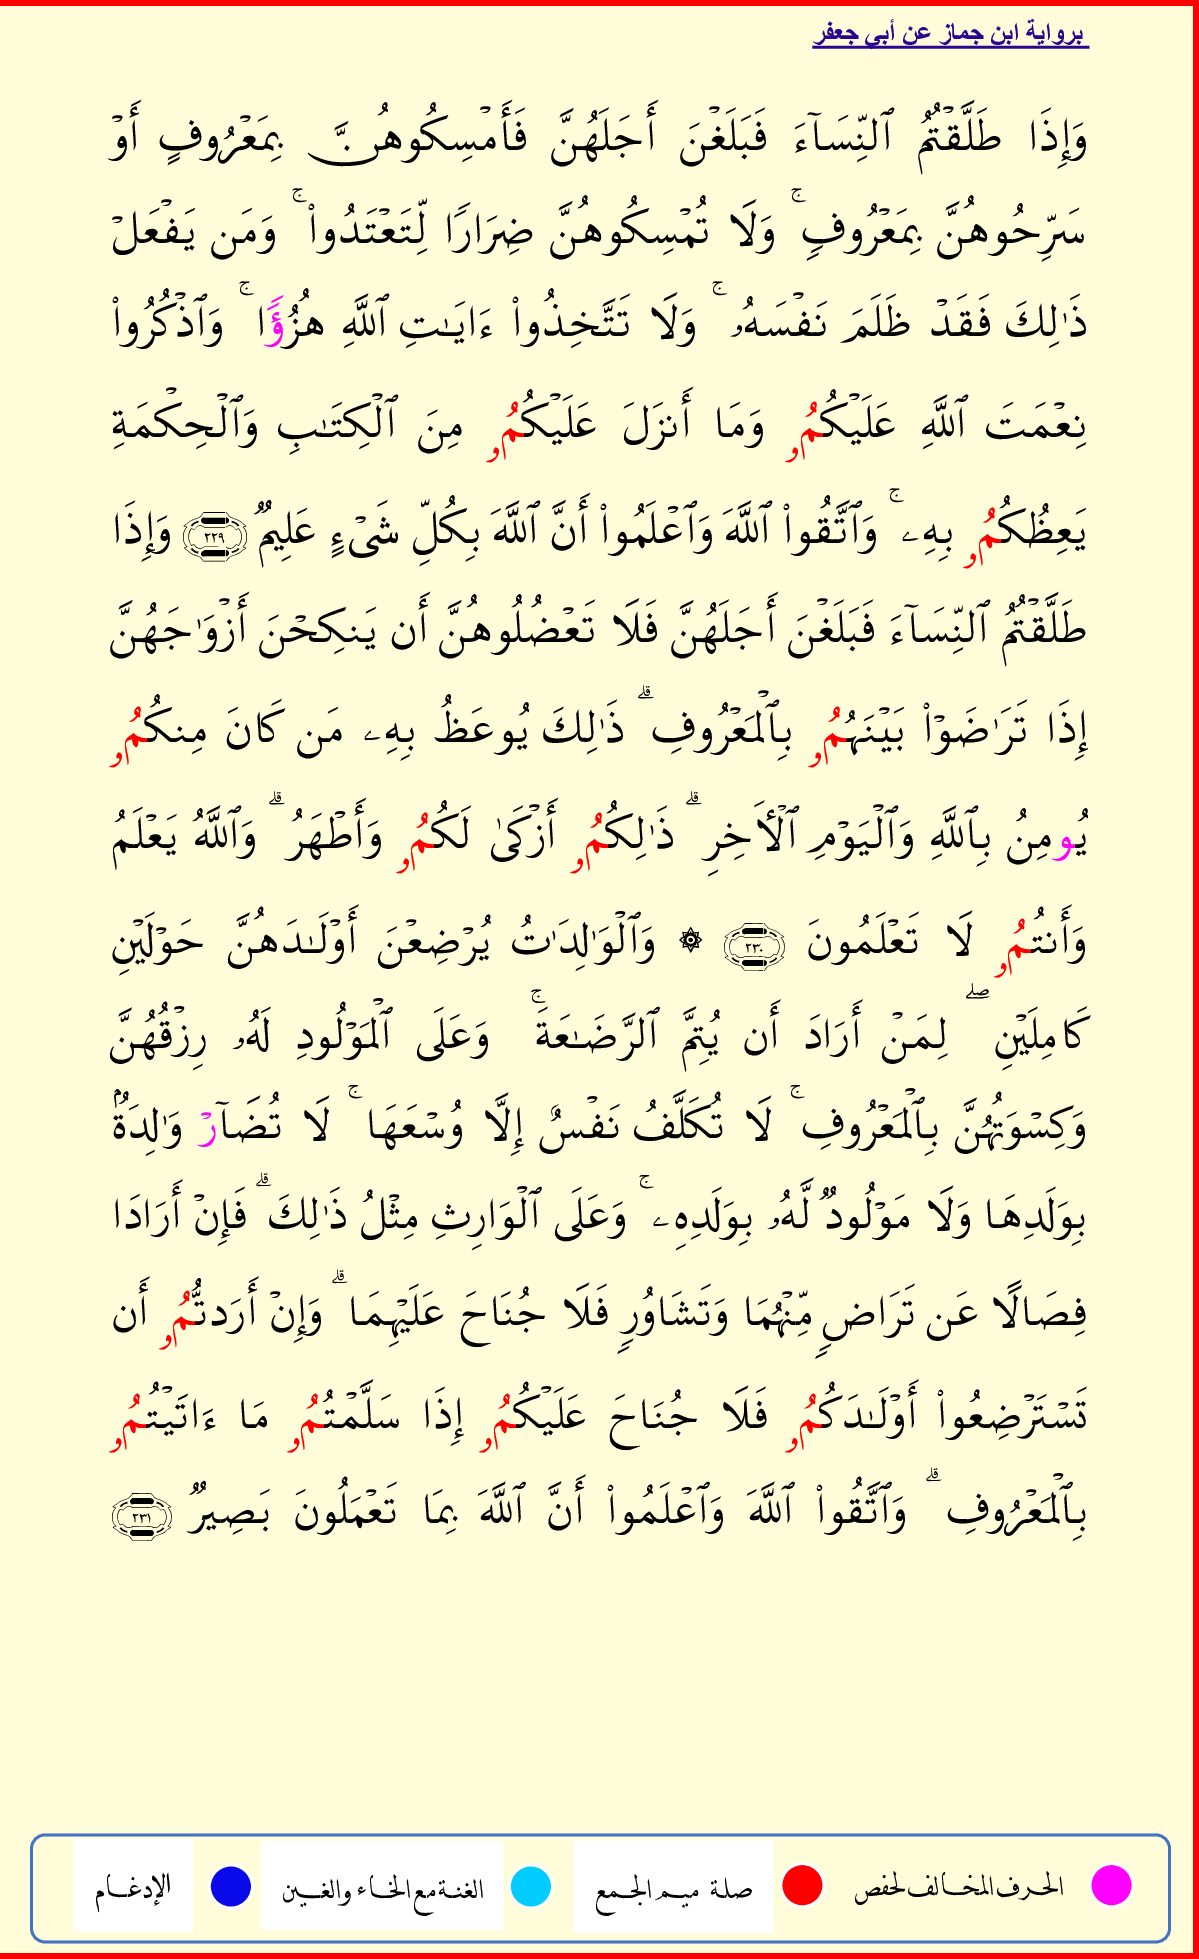 برواية ابن جماز عن أبي جعفر
وَإِذَا طَلَّقۡتُمُ ٱلنِّسَآءَ فَبَلَغۡنَ أَجَلَهُنَّ فَأَمۡسِكُوهُنَّ بِمَعۡرُوفٍ أَوۡ
سَرِّحُوهُنَّ بِمَعۡرُوفٖۚ وَلَا تُمۡسِكُوهُنَّ ضِرَارٗا لِّتَعۡتَدُواْۚ وَمَن يَفۡعَلۡ
ذَٰلِكَ فَقَدۡ ظَلَمَ نَفۡسَهُۥۚ وَلَا تَتَّخِذُواْ ءَايَٰتِ ٱللَّهِ هُزُؤٗاۚ وَٱذۡكُرُواْ
نِعۡمَتَ ٱللَّهِ عَلَيۡكُمُۥ وَمَا أَنزَلَ عَلَيۡكُمُۥ مِنَ ٱلۡكِتَٰبِ وَٱلۡحِكۡمَةِ
يَعِظُكُمُۥ بِهِۦۚ وَٱتَّقُواْ ٱللَّهَ وَٱعۡلَمُواْ أَنَّ ٱللَّهَ بِكُلِّ شَيۡءٍ عَلِيمٞ ٢٢٩ وَإِذَا
طَلَّقۡتُمُ ٱلنِّسَآءَ فَبَلَغۡنَ أَجَلَهُنَّ فَلَا تَعۡضُلُوهُنَّ أَن يَنكِحۡنَ أَزۡوَٰجَهُنَّ
إِذَا تَرَٰضَوۡاْ بَيۡنَهُمُۥ بِٱلۡمَعۡرُوفِۗ ذَٰلِكَ يُوعَظُ بِهِۦ مَن كَانَ مِنكُمُۥ
يُومِنُ بِٱللَّهِ وَٱلۡيَوۡمِ ٱلۡأٓخِرِۗ ذَٰلِكُمُۥ أَزۡكَىٰ لَكُمُۥ وَأَطۡهَرُۗ وَٱللَّهُ يَعۡلَمُ
وَأَنتُمُۥ لَا تَعۡلَمُونَ ٢٣٠ ۞ وَٱلۡوَٰلِدَٰتُ يُرۡضِعۡنَ أَوۡلَٰدَهُنَّ حَوۡلَيۡنِ
كَامِلَيۡنِۖ لِمَنۡ أَرَادَ أَن يُتِمَّ ٱلرَّضَاعَةَۚ وَعَلَى ٱلۡمَوۡلُودِ لَهُۥ رِزۡقُهُنَّ
وَكِسۡوَتُهُنَّ بِٱلۡمَعۡرُوفِۚ لَا تُكَلَّفُ نَفۡسٌ إِلَّا وُسۡعَهَاۚ لَا تُضَآرۡ وَٰلِدَةُۢ
بِوَلَدِهَا وَلَا مَوۡلُودٞ لَّهُۥ بِوَلَدِهِۦۚ وَعَلَى ٱلۡوَارِثِ مِثۡلُ ذَٰلِكَۗ فَإِنۡ أَرَادَا
فِصَالًا عَن تَرَاضٖ مِّنۡهُمَا وَتَشَاوُرٖ فَلَا جُنَاحَ عَلَيۡهِمَاۗ وَإِنۡ أَرَدتُّمُۥ أَن
تَسۡتَرۡضِعُواْ أَوۡلَٰدَكُمُۥ فَلَا جُنَاحَ عَلَيۡكُمُۥ إِذَا سَلَّمۡتُمُۥ مَا ءَاتَيۡتُمُۥ
بِٱلۡمَعۡرُوفِۗ وَٱتَّقُواْ ٱللَّهَ وَٱعۡلَمُواْ أَنَّ ٱللَّهَ بِمَا تَعۡمَلُونَ بَصِيرٞ ٢٣١
الحرف المخالف لحفص صلة ميم الجمع الغنة مع الخاء والغين الإدغام